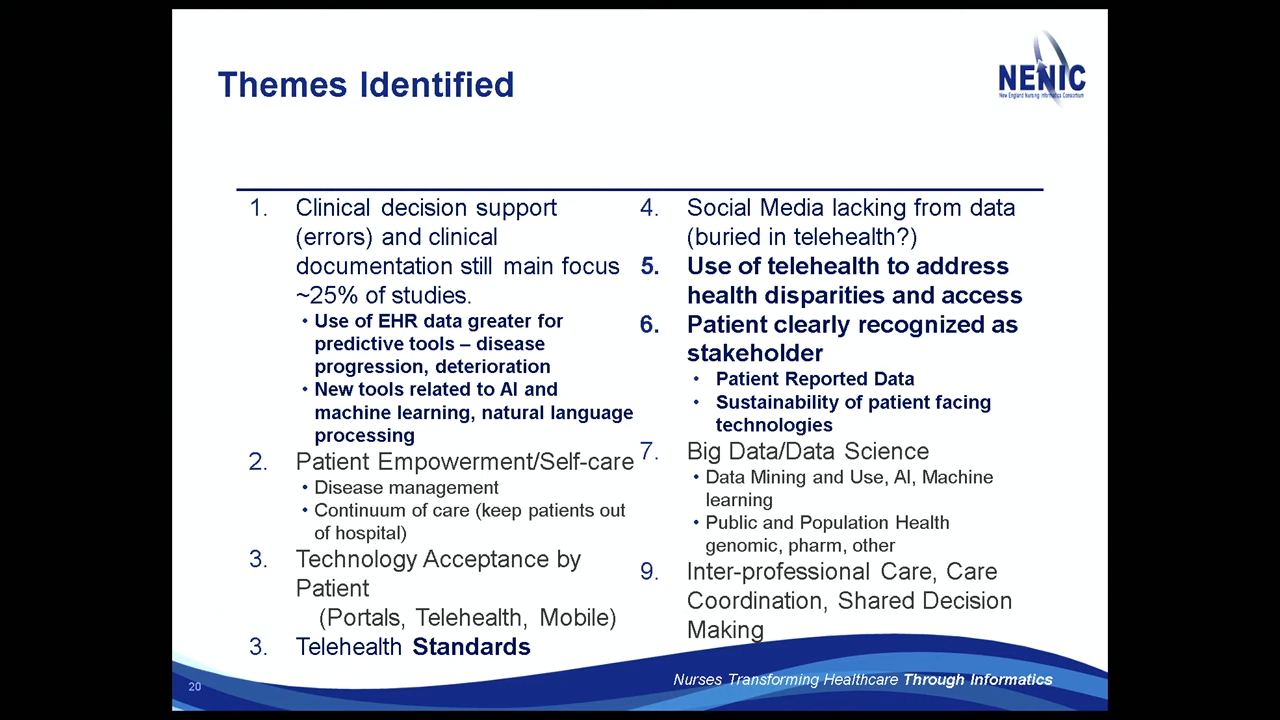 Themes Identified
NENIC
New England Nursing Informatics Consortium
1. Clinical decision support
(errors) and clinical
documentation still main focus
~25% of studies.
• Use of EHR data greater for
predictive tools – disease
progression, deterioration
• New tools related to AI and
machine learning, natural language
processing
2. Patient Empowerment/Self-care
• Disease management
• Continuum of care (keep patients out
of hospital)
3. Technology Acceptance by
Patient
(Portals, Telehealth, Mobile)
3. Telehealth Standards
4. Social Media lacking from data
(buried in telehealth?)
5. Use of telehealth to address
health disparities and access
6. Patient clearly recognized as
stakeholder
• Patient Reported Data
• Sustainability of patient facing
technologies
7. Big Data/Data Science
• Data Mining and Use, AI, Machine
learning
• Public and Population Health
genomic, pharm, other
9. Inter-professional Care, Care
Coordination, Shared Decision
Making
20
Nurses Transforming Healthcare Through Informatics